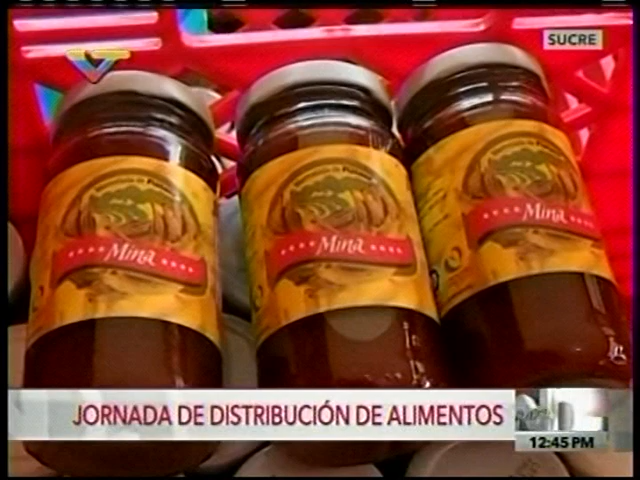 SUCRE
Mina
Mina
Mina
JORNADA DE DISTRIBUCIÓN DE ALIMENTOS
12:45 PM